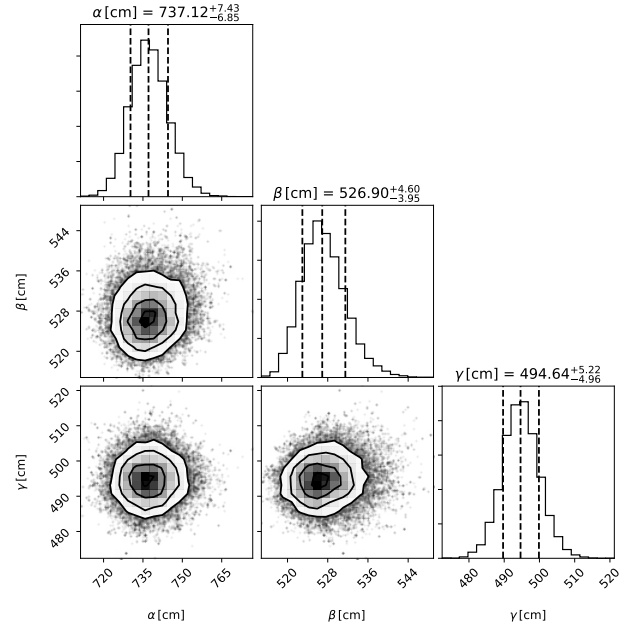 α [cm] = 737.12+7.43−6.85
β [cm] = 526.90+4.60−3.95
544
536
528
520
β [cm]
γ [cm] = 494.64+5.22−4.96
520
510
500
490
480
γ [cm]
720 735 750 765
520 528 536 544
480 490 500 510 520
α [cm] β [cm] γ [cm]